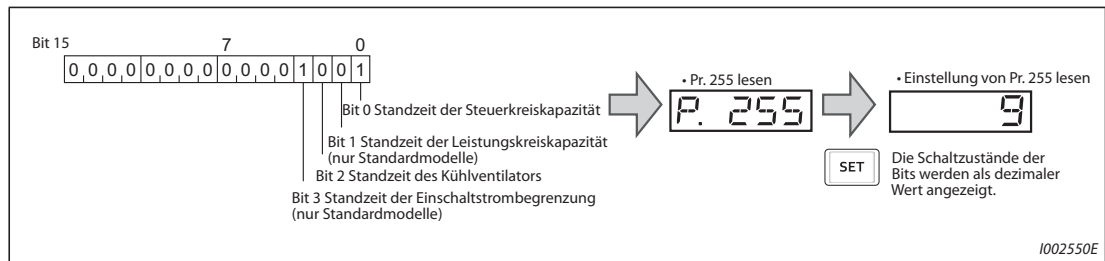 Bit 15 7 0
0 0 0 0 0 0 0 0 0 0 0 0 1 0 0 1
Bit 0 Standzeit der Steuerkreiskapazität
Bit 1 Standzeit der Leistungskreiskapazität
(nur Standardmodelle)
Bit 2 Standzeit des Kühlventilators
Bit 3 Standzeit der Einschaltstrombegrenzung
(nur Standardmodelle)
• Pr. 255 lesen
P. 255
• Einstellung von Pr. 255 lesen
9
SET
Die Schaltzustände der
Bits werden als dezimaler
Wert angezeigt.
I002550E